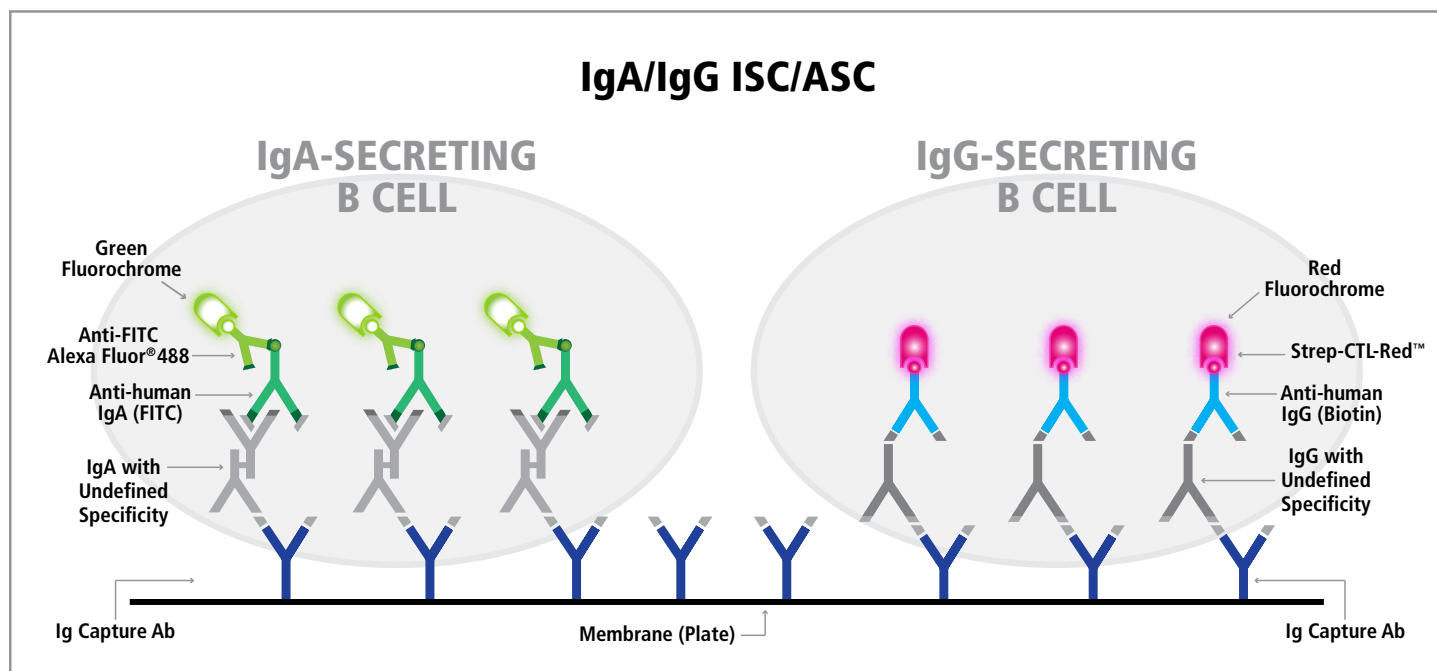 IgA/IgG ISC/ASC
IgA-SECRETING
B CELL
IgG-SECRETING
B CELL
Green
Fluorochrome
Anti-FITC
Alexa Fluor®488
Anti-human
IgA (FITC)
IgA with
Undefined
Specificity
Ig Capture Ab
Membrane (Plate)
Red
Fluorochrome
Strep-CTL-Red™
Anti-human
IgG (Biotin)
IgG with
Undefined
Specificity
Ig Capture Ab